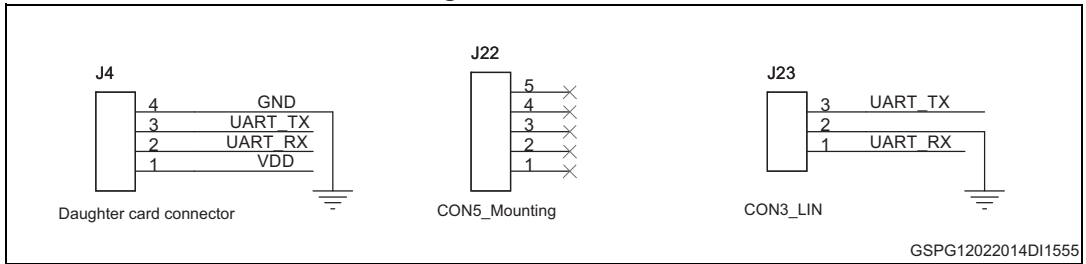 J4
4 GND
3 UART_TX
2 UART_RX
1 VDD
Daughter card connector
J22
5
4
3
2
1
CON5_Mounting
J23
3 UART_TX
2
1 UART_RX
CON3_LIN
GSPG12022014DI1555